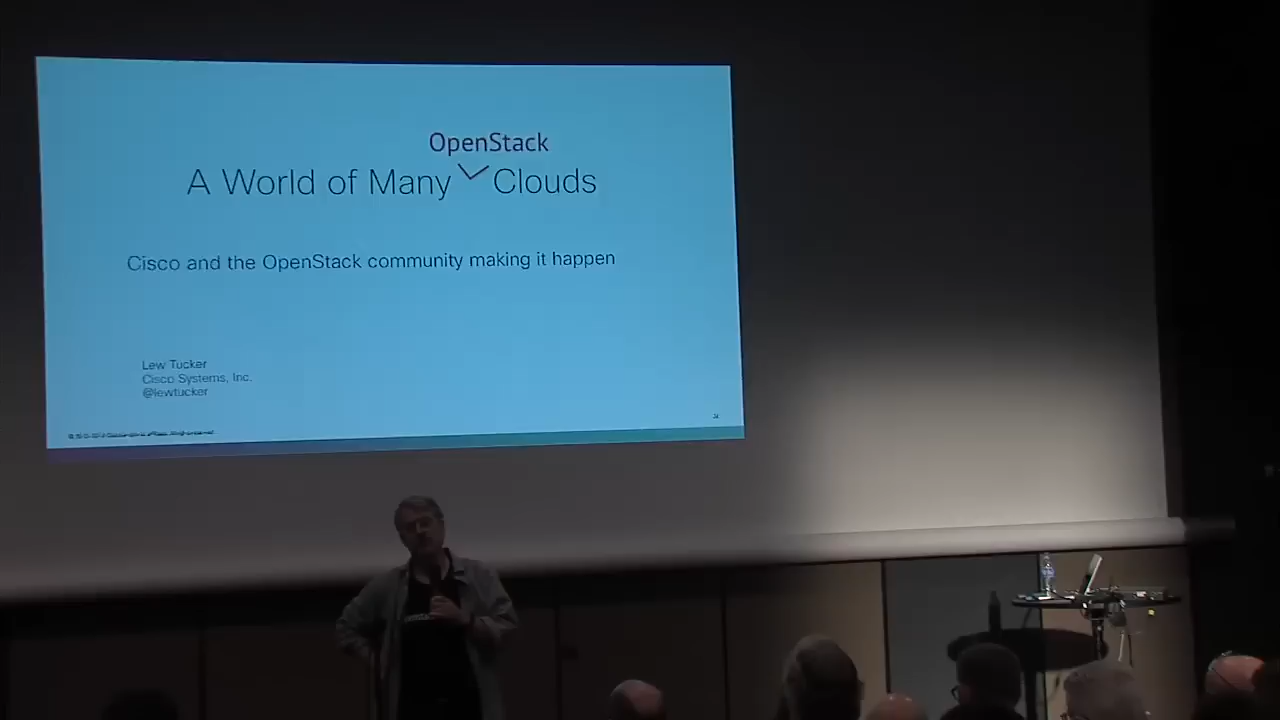 OpenStack
A World of Many Clouds
Cisco and the OpenStack community making it happen
Lew Tucker
Cisco Systems, Inc.
@lewtucker